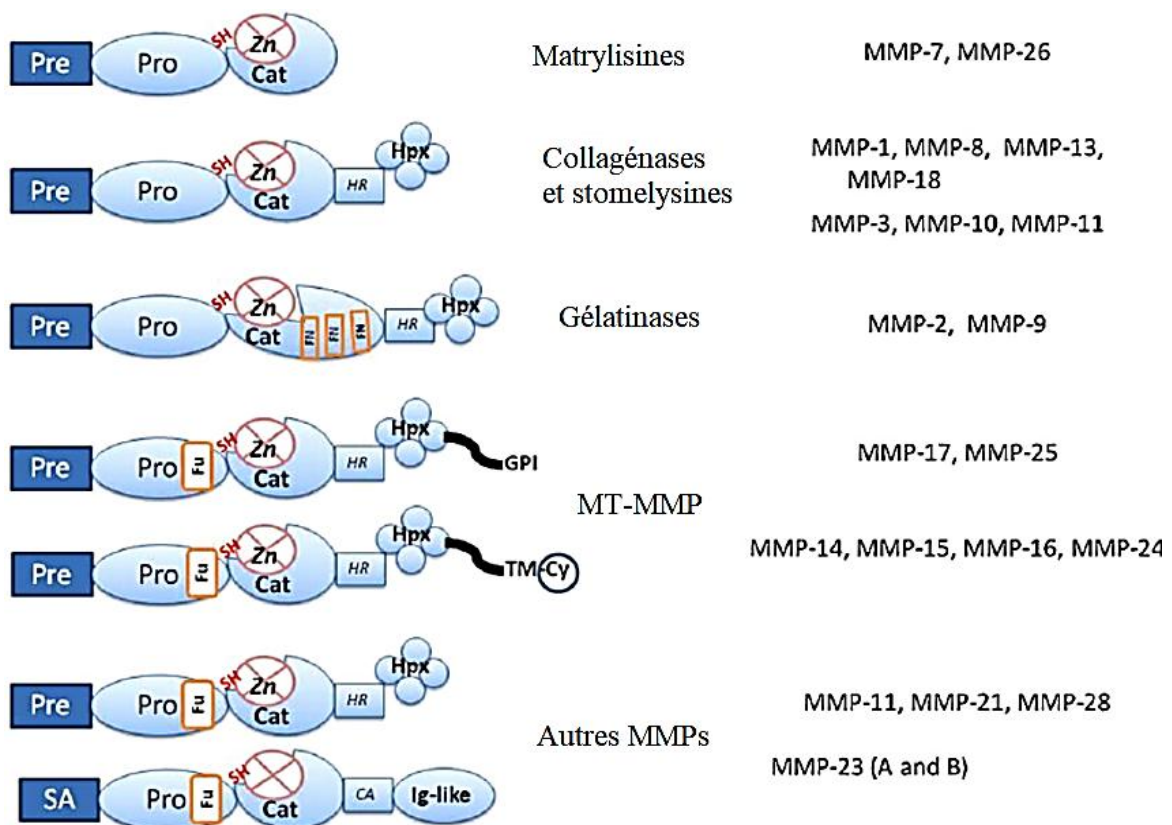 Pre Pro SH Zn Cat Matrylisines MMP-7, MMP-26
Pre Pro SH Zn Cat HR Hpx Collagénases et stomelysines MMP-1, MMP-8, MMP-13,
MMP-18
MMP-3, MMP-10, MMP-11
Pre Pro SH Zn Cat FN FN FN HR Hpx Gélatinases MMP-2, MMP-9
Pre Pro Fu SH Zn Cat HR Hpx GPI MMP-17, MMP-25
MT-MMP
Pre Pro Fu SH Zn Cat HR Hpx TM-Cy MMP-14, MMP-15, MMP-16, MMP-24
Pre Pro Fu SH Zn Cat HR Hpx MMP-11, MMP-21, MMP-28
Autres MMPs
SA Pro Fu SH Cat CA Ig-like MMP-23 (A and B)